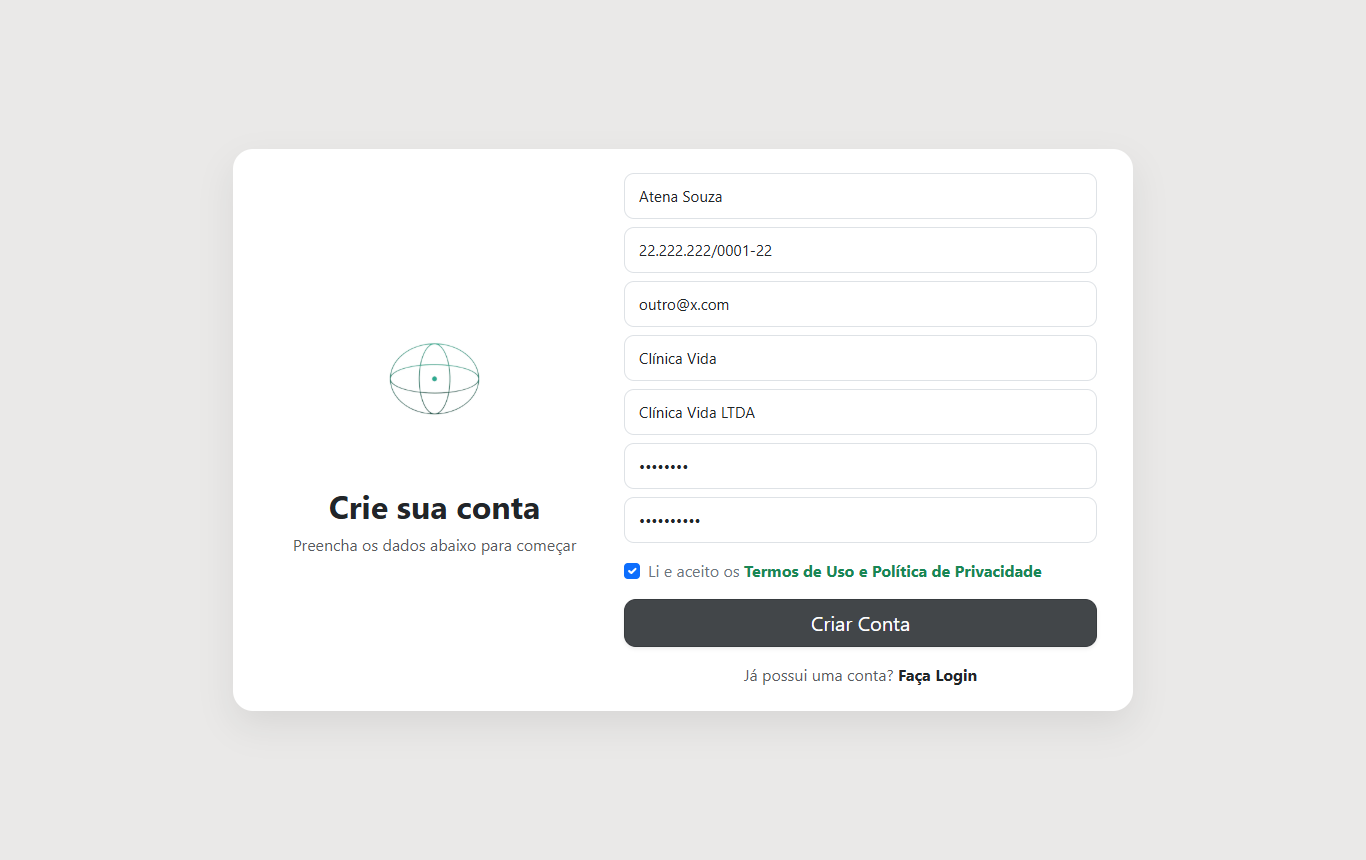 Crie sua conta
Preencha os dados abaixo para começar
Atena Souza
22.222.222/0001-22
outro@x.com
Clínica Vida
Clínica Vida LTDA
••••••••
••••••••••
Li e aceito os Termos de Uso e Política de Privacidade
Criar Conta
Já possui uma conta? Faça Login